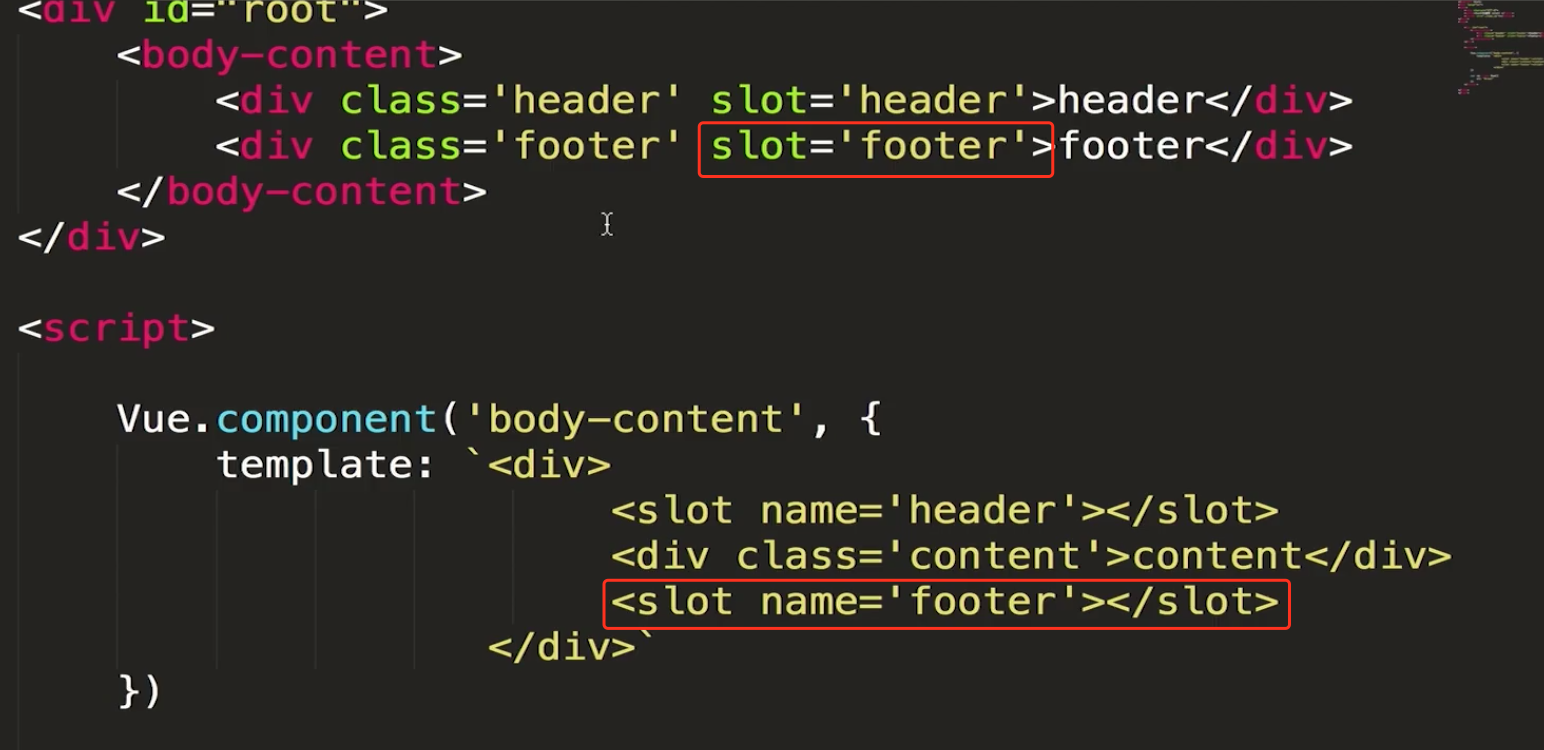 <div id="root">
<body-content>
<div class='header' slot='header'>header</div>
<div class='footer' slot='footer'>footer</div>
</body-content>
</div>
<script>
Vue.component('body-content', {
template: `<div>
<slot name='header'></slot>
<div class='content'>content</div>
<slot name='footer'></slot>
</div>`
})